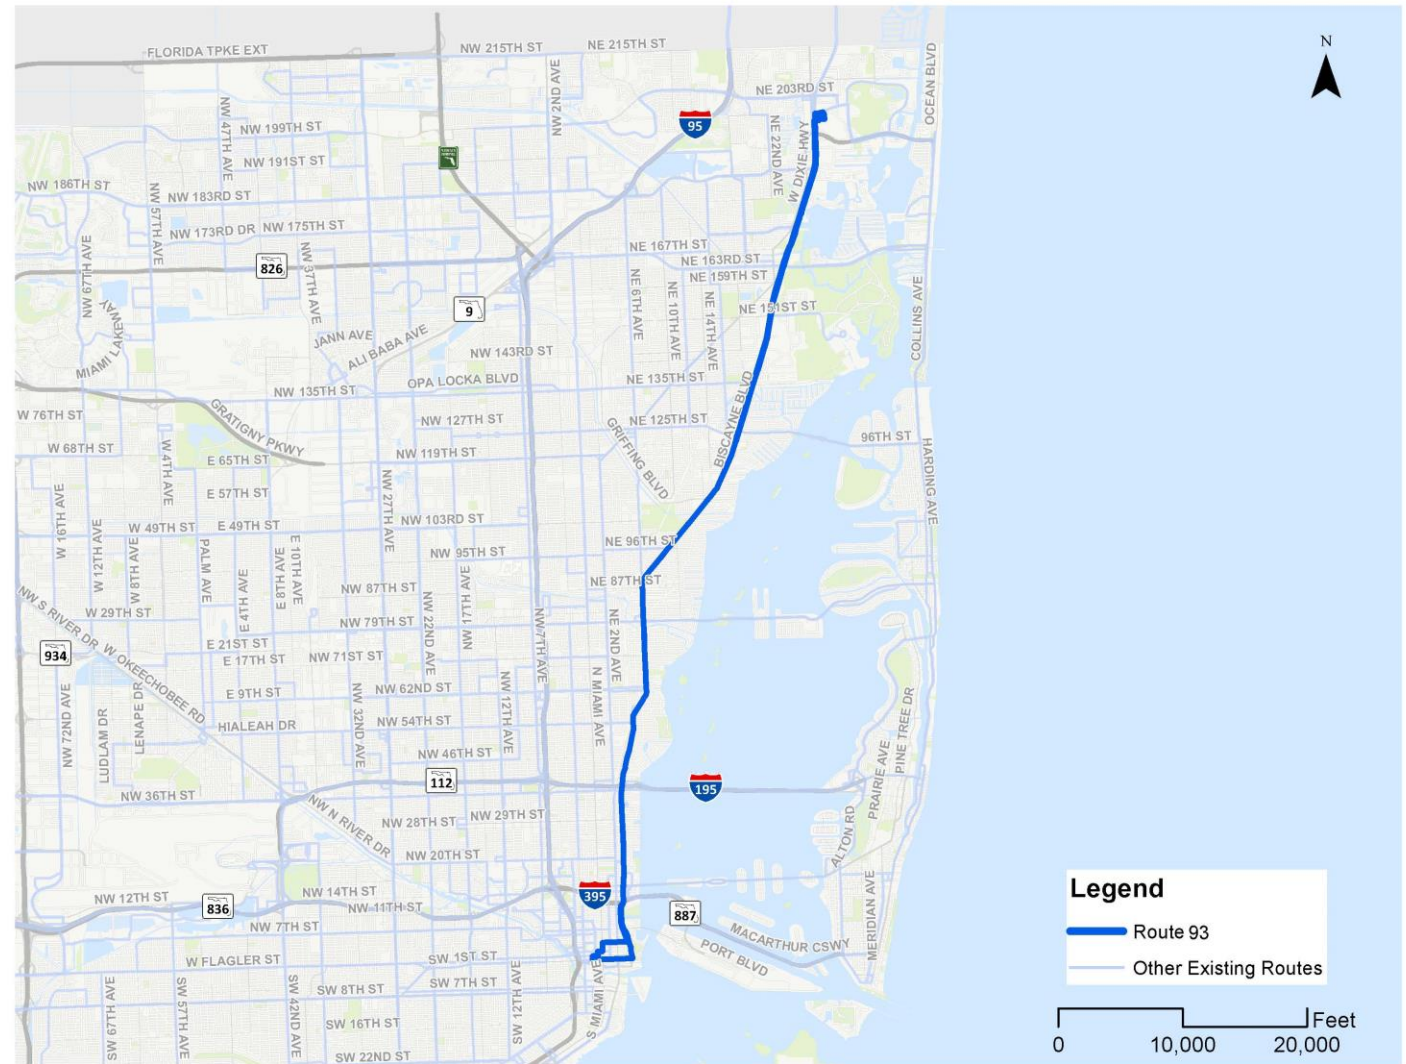 N
FLORIDA TPKE EXT
NW 215TH ST
NE 215TH ST
OCEAN BLVD
NE 203RD ST
NW 2ND AVE
NW 47TH AVE
NW 199TH ST
95
NE 22ND AVE
W DIXIE HWY
NW 191ST ST
NW 186TH ST
NW 183RD ST
NW 57TH AVE
NW 173RD DR
NW 175TH ST
NW 67TH AVE
NW 37TH AVE
826
NE 167TH ST
NE 163RD ST
NE 159TH ST
NE 6TH AVE
NE 10TH AVE
NE 14TH AVE
NE 151ST ST
COLLINS AVE
MIAMI LAKEWAY
9
JANN AVE
ALI BABA AVE
NW 143RD ST
OPA LOCKA BLVD
NW 135TH ST
NE 135TH ST
GRATIGNY PKWY
W 76TH ST
W 68TH ST
NW 127TH ST
NE 125TH ST
GRIFFING BLVD
BISCAYNE BLVD
96TH ST
HARDING AVE
W 4TH AVE
E 65TH ST
NW 119TH ST
E 57TH ST
NW 27TH AVE
W 16TH AVE
W 12TH AVE
W 8TH AVE
W 49TH ST
E 49TH ST
NW 103RD ST
PALM AVE
E 4TH AVE
E 8TH AVE
E 10TH AVE
NW 95TH ST
NE 96TH ST
NW 17TH AVE
NW 87TH ST
NE 87TH ST
NW S RIVER DR
W 29TH ST
NW 22ND AVE
NW 79TH ST
NW 7TH AVE
NE 2ND AVE
934
W OKEECHOBEE RD
E 21ST ST
E 17TH ST
NW 71ST ST
NW 72ND AVE
LUDLAM DR
LENAPE DR
E 9TH ST
NW 62ND ST
NW 12TH AVE
N MIAMI AVE
HIALEAH DR
NW 32ND AVE
NW 54TH ST
NW 46TH ST
PINE TREE DR
PRAIRIE AVE
112
195
NW 36TH ST
NW N RIVER DR
NW 28TH ST
NW 29TH ST
ALTON RD
NW 20TH ST
NW 12TH ST
836
NW 14TH ST
NW 11TH ST
395
887
MERIDIAN AVE
NW 7TH ST
MACARTHUR CSWY
PORT BLVD
W FLAGLER ST
SW 1ST ST
SW 67TH AVE
SW 57TH AVE
SW 42ND AVE
SW 8TH ST
SW 7TH ST
SW 12TH AVE
S MIAMI AVE
SW 16TH ST
SW 22ND ST
Legend
Route 93
Other Existing Routes
Feet
0 10,000 20,000